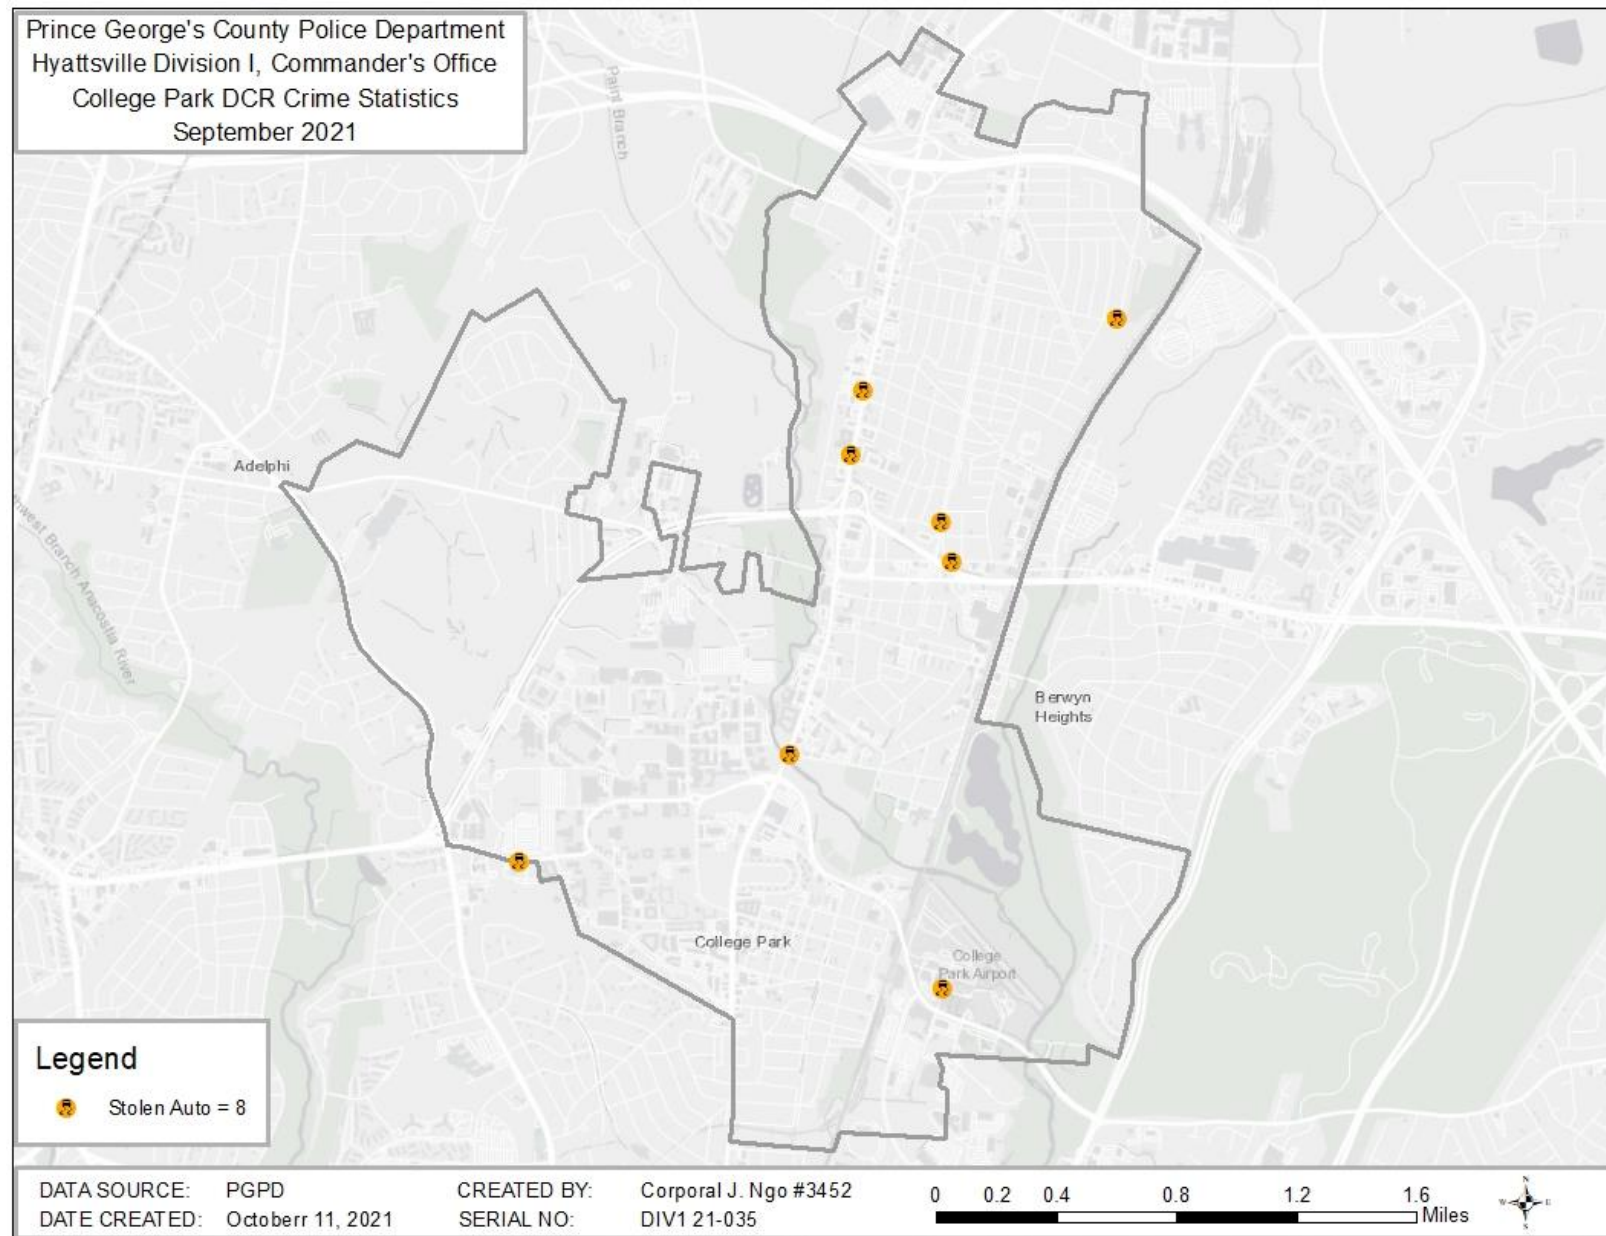 Prince George's County Police Department
Hyattsville Division I, Commander's Office
College Park DCR Crime Statistics
September 2021
Paint Branch
Adelphi
Branch Anacostia River
Berwyn
Heights
College Park
College
Park Airport
Legend
Stolen Auto = 8
DATA SOURCE: PGPD
DATE CREATED: Octoberr 11, 2021
CREATED BY: Corporal J. Ngo #3452
SERIAL NO: DIV1 21-035
0 0.2 0.4 0.8 1.2 1.6
Miles
N
W E
S